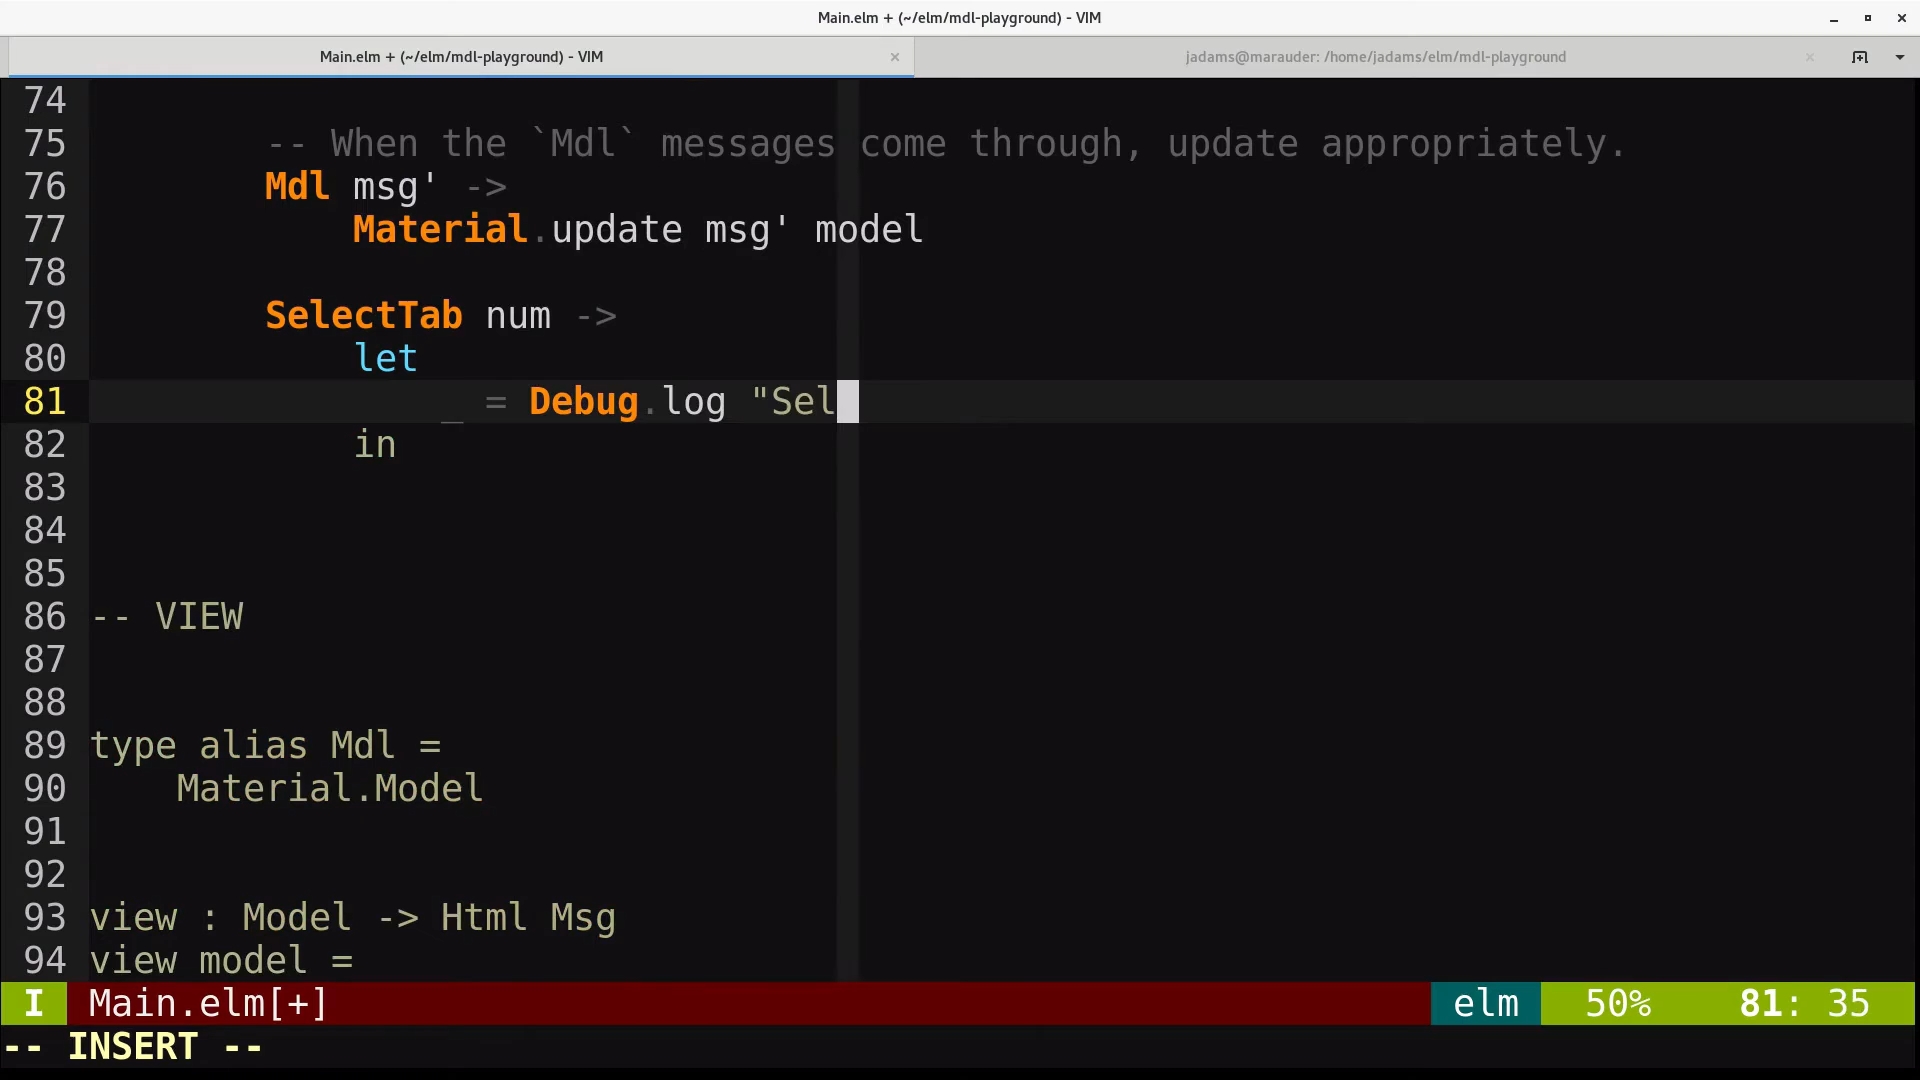 Main.elm + (~/elm/mdl-playground) - VIM
Main.elm + (~/elm/mdl-playground) - VIM
jadams@marauder: /home/jadams/elm/mdl-playground
74
75 -- When the `Mdl` messages come through, update appropriately.
76 Mdl msg' ->
77 Material.update msg' model
78
79 SelectTab num ->
80 let
81 _ = Debug.log "Sel
82 in
83
84
85
86 -- VIEW
87
88
89 type alias Mdl =
90 Material.Model
91
92
93 view : Model -> Html Msg
94 view model =
I Main.elm[+] elm 50% 81: 35
-- INSERT --